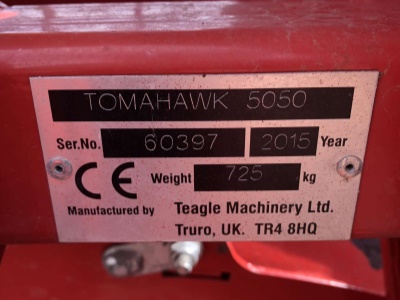 TOMAHAWK 5050
Ser.No. 60397 2015 Year
CE Weight 725 kg
Manufactured by Teagle Machinery Ltd.
Truro, UK. TR4 8HQ